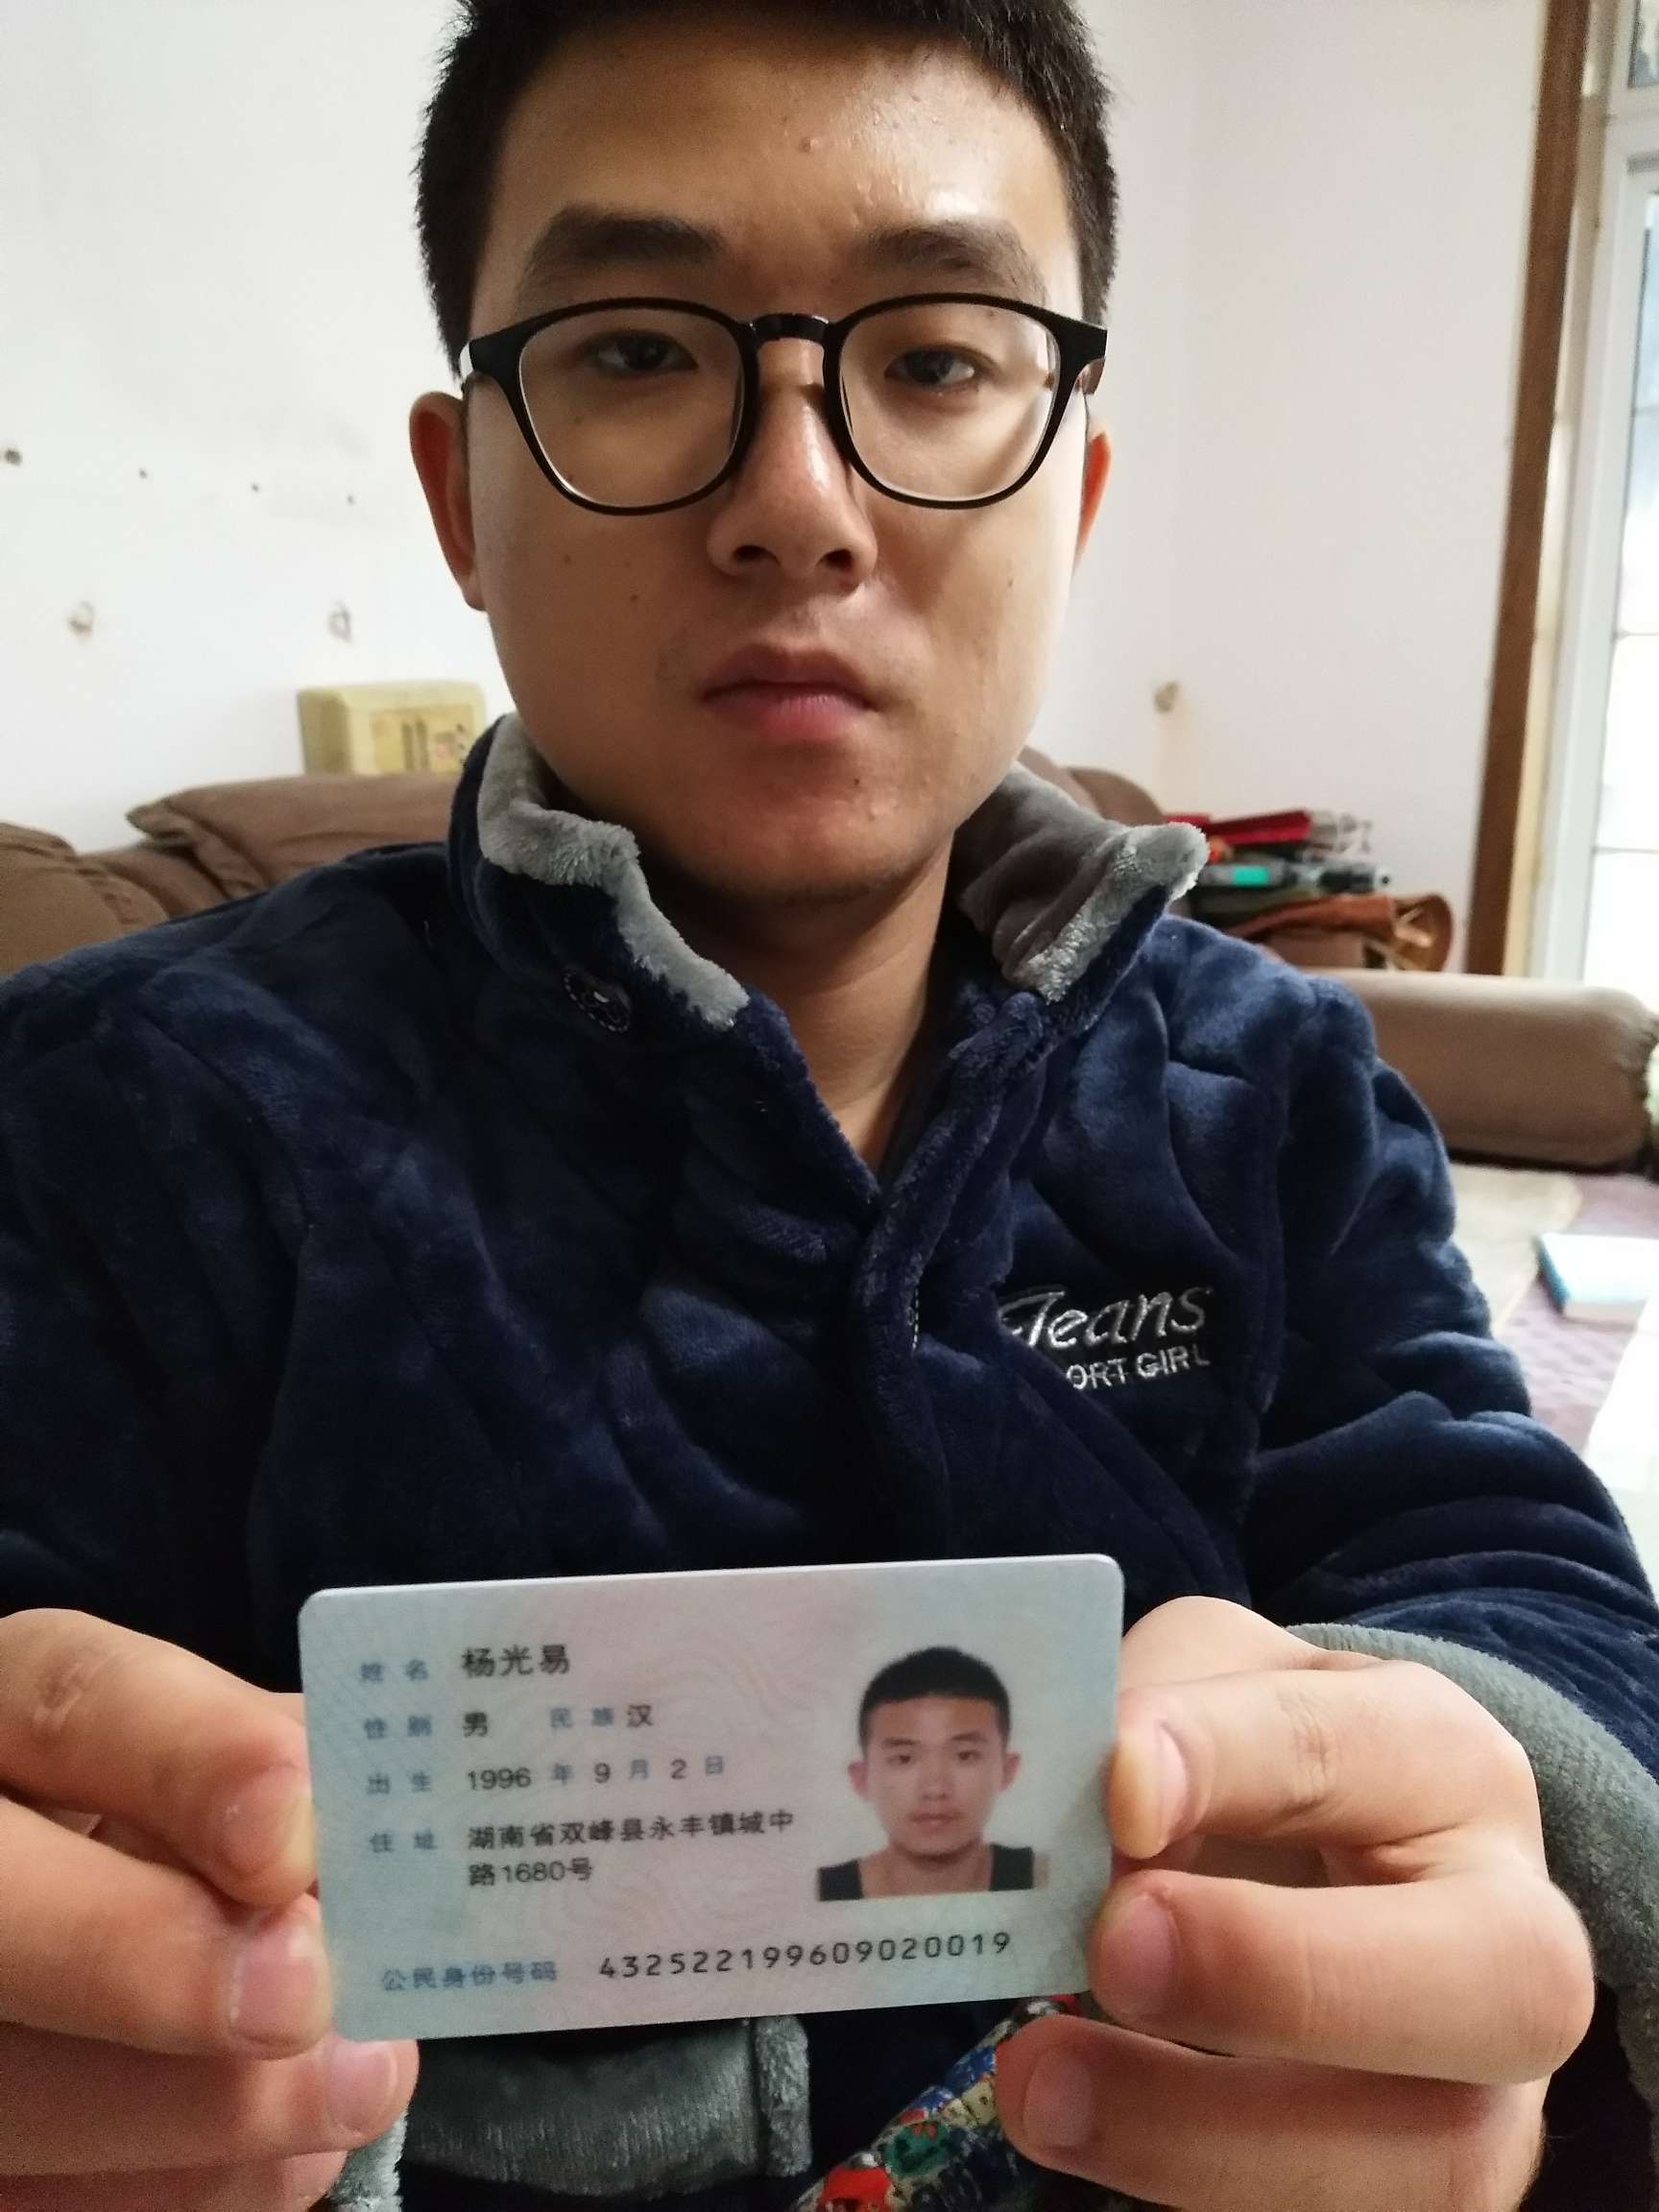 Jeans
ORT GIRL
姓名 杨光易
性别 男 民族 汉
出生 1996 年 9 月 2 日
住址 湖南省双峰县永丰镇城中
路1680号
公民身份号码 432522199609020019